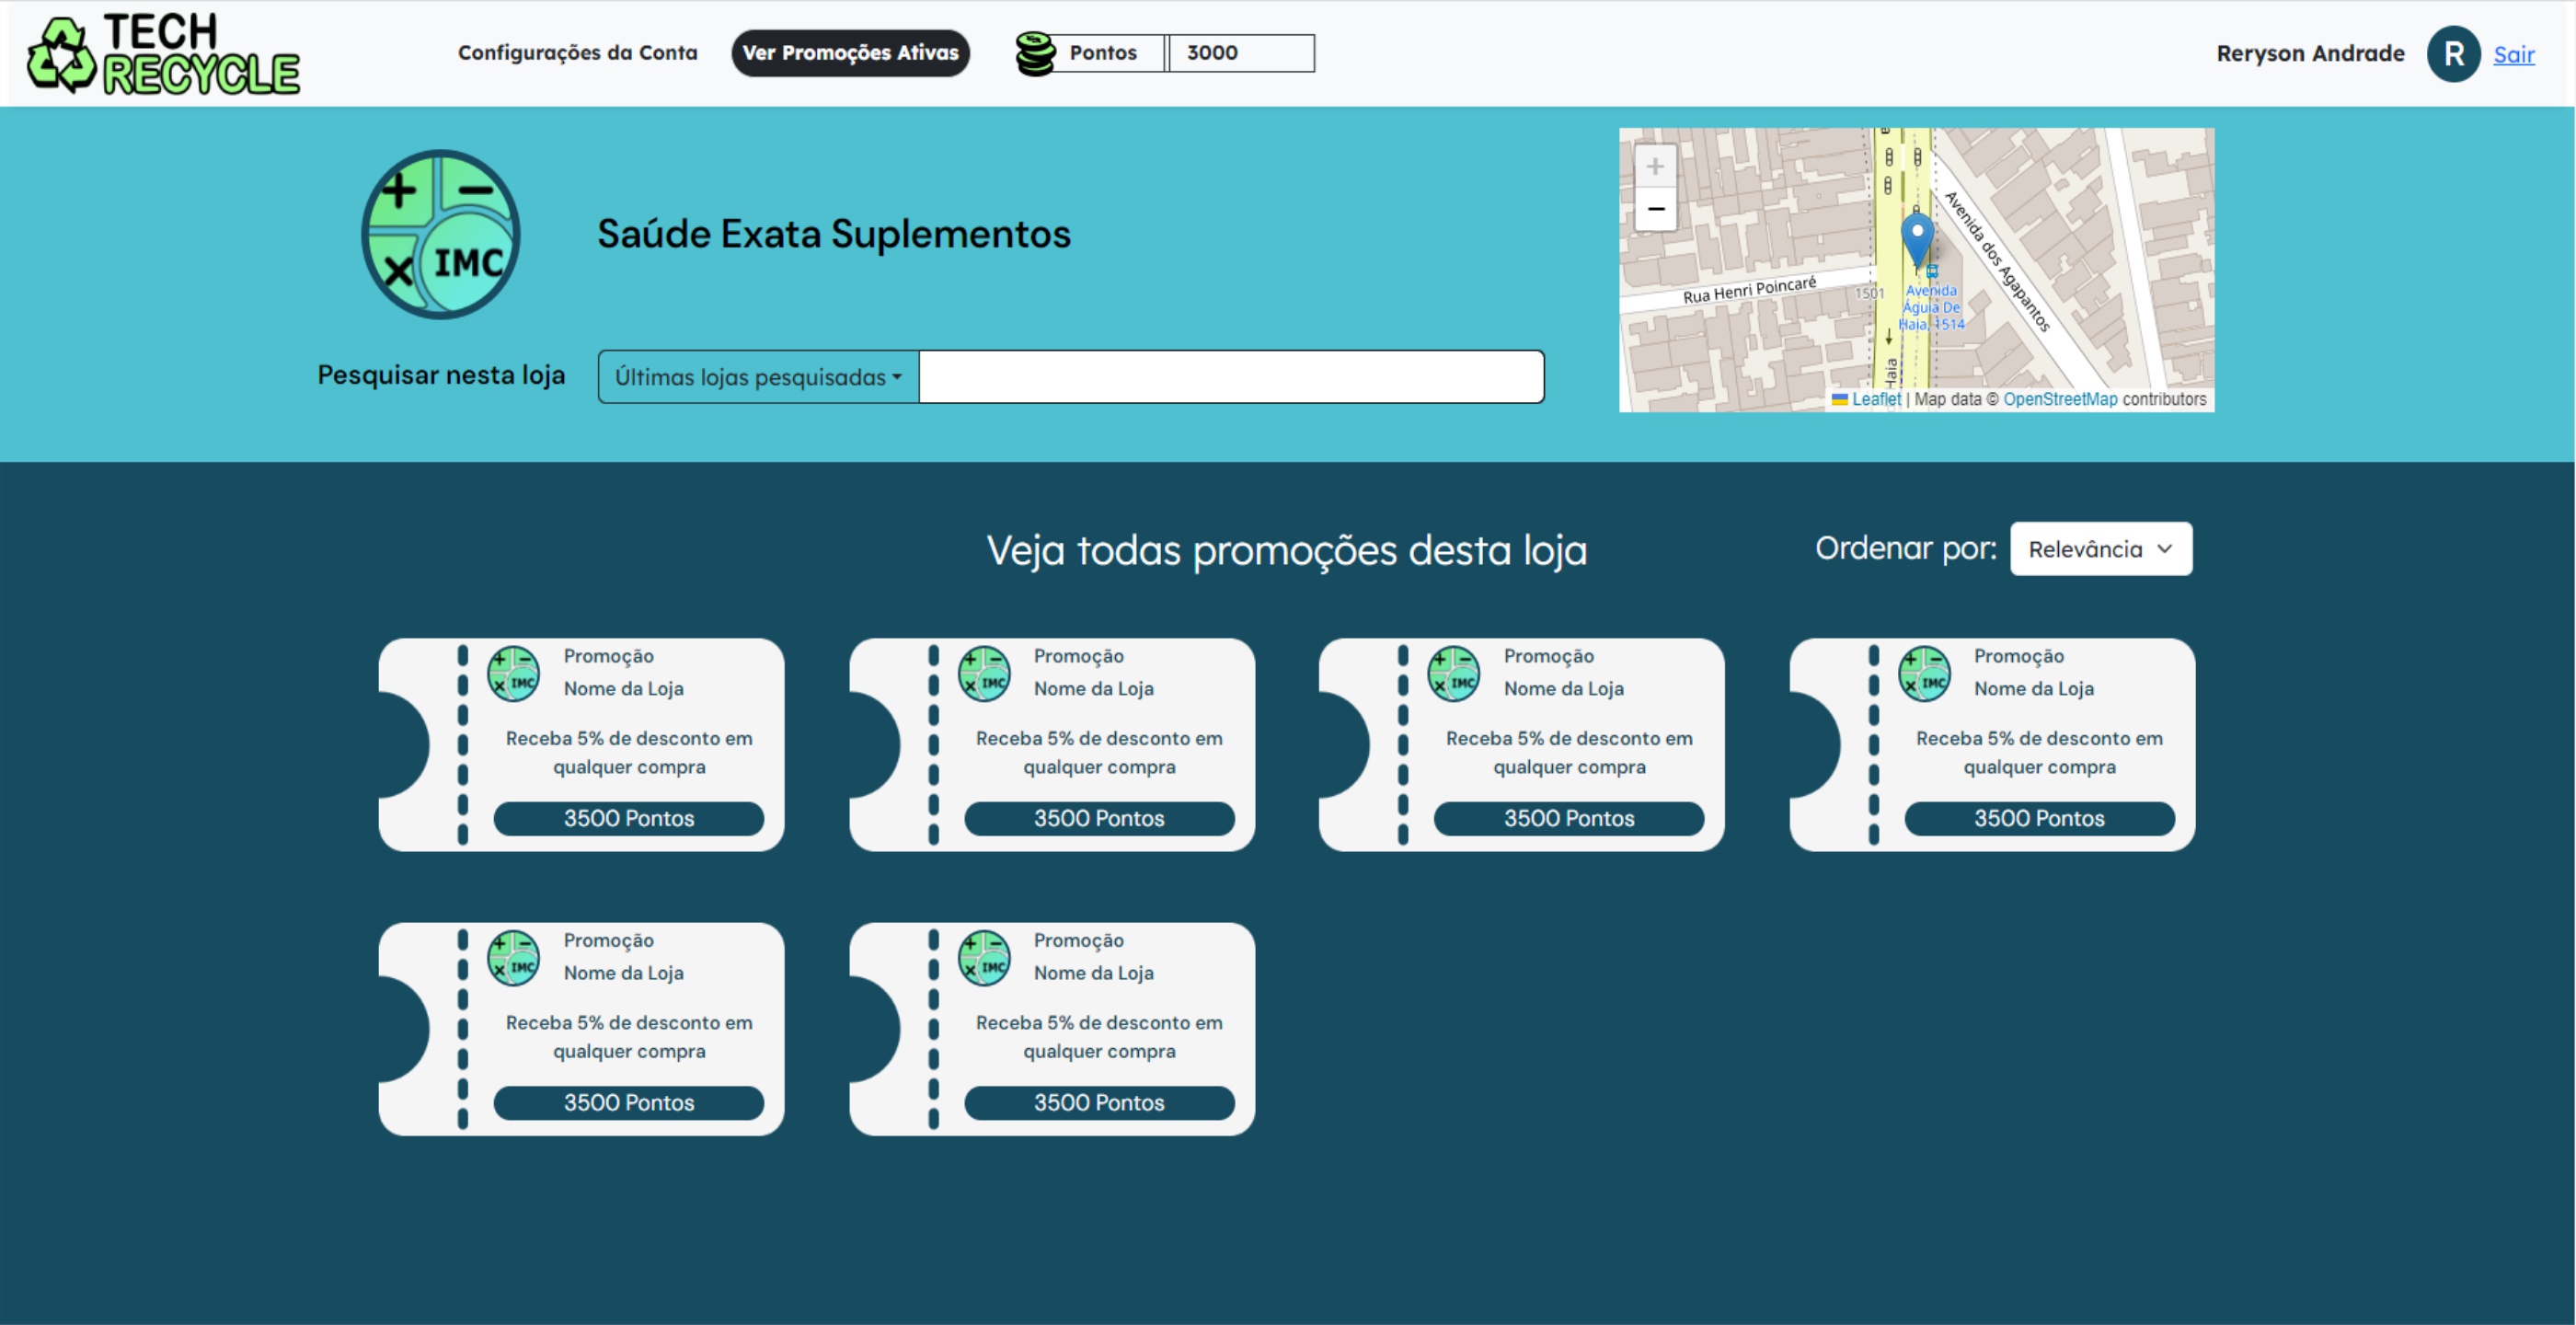 TECH
RECYCLE
Configurações da Conta
Ver Promoções Ativas
Pontos
3000
Reryson Andrade
R
Sair
+
−
×
IMC
Saúde Exata Suplementos
Pesquisar nesta loja
Últimas lojas pesquisadas
+
−
Rua Henri Poincaré
1501
Avenida
Águia De
Haia, 1514
Avenida dos Agapantos
Haia
Leaflet | Map data © OpenStreetMap contributors
Veja todas promoções desta loja
Ordenar por:
Relevância
+ −
× IMC
Promoção
Nome da Loja
Receba 5% de desconto em
qualquer compra
3500 Pontos
+ −
× IMC
Promoção
Nome da Loja
Receba 5% de desconto em
qualquer compra
3500 Pontos
+ −
× IMC
Promoção
Nome da Loja
Receba 5% de desconto em
qualquer compra
3500 Pontos
+ −
× IMC
Promoção
Nome da Loja
Receba 5% de desconto em
qualquer compra
3500 Pontos
+ −
× IMC
Promoção
Nome da Loja
Receba 5% de desconto em
qualquer compra
3500 Pontos
+ −
× IMC
Promoção
Nome da Loja
Receba 5% de desconto em
qualquer compra
3500 Pontos